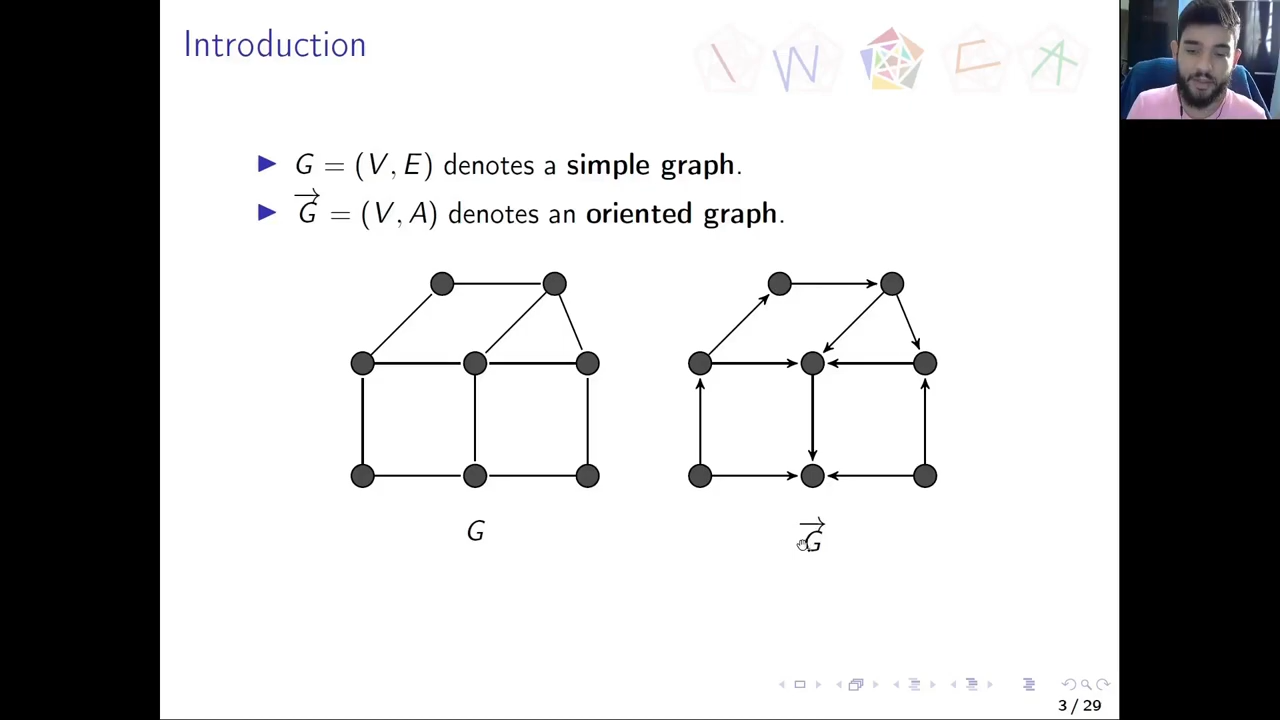 Introduction
I W C A
▶ G = (V, E) denotes a simple graph.
▶ G⃗ = (V, A) denotes an oriented graph.
G
G⃗
3 / 29